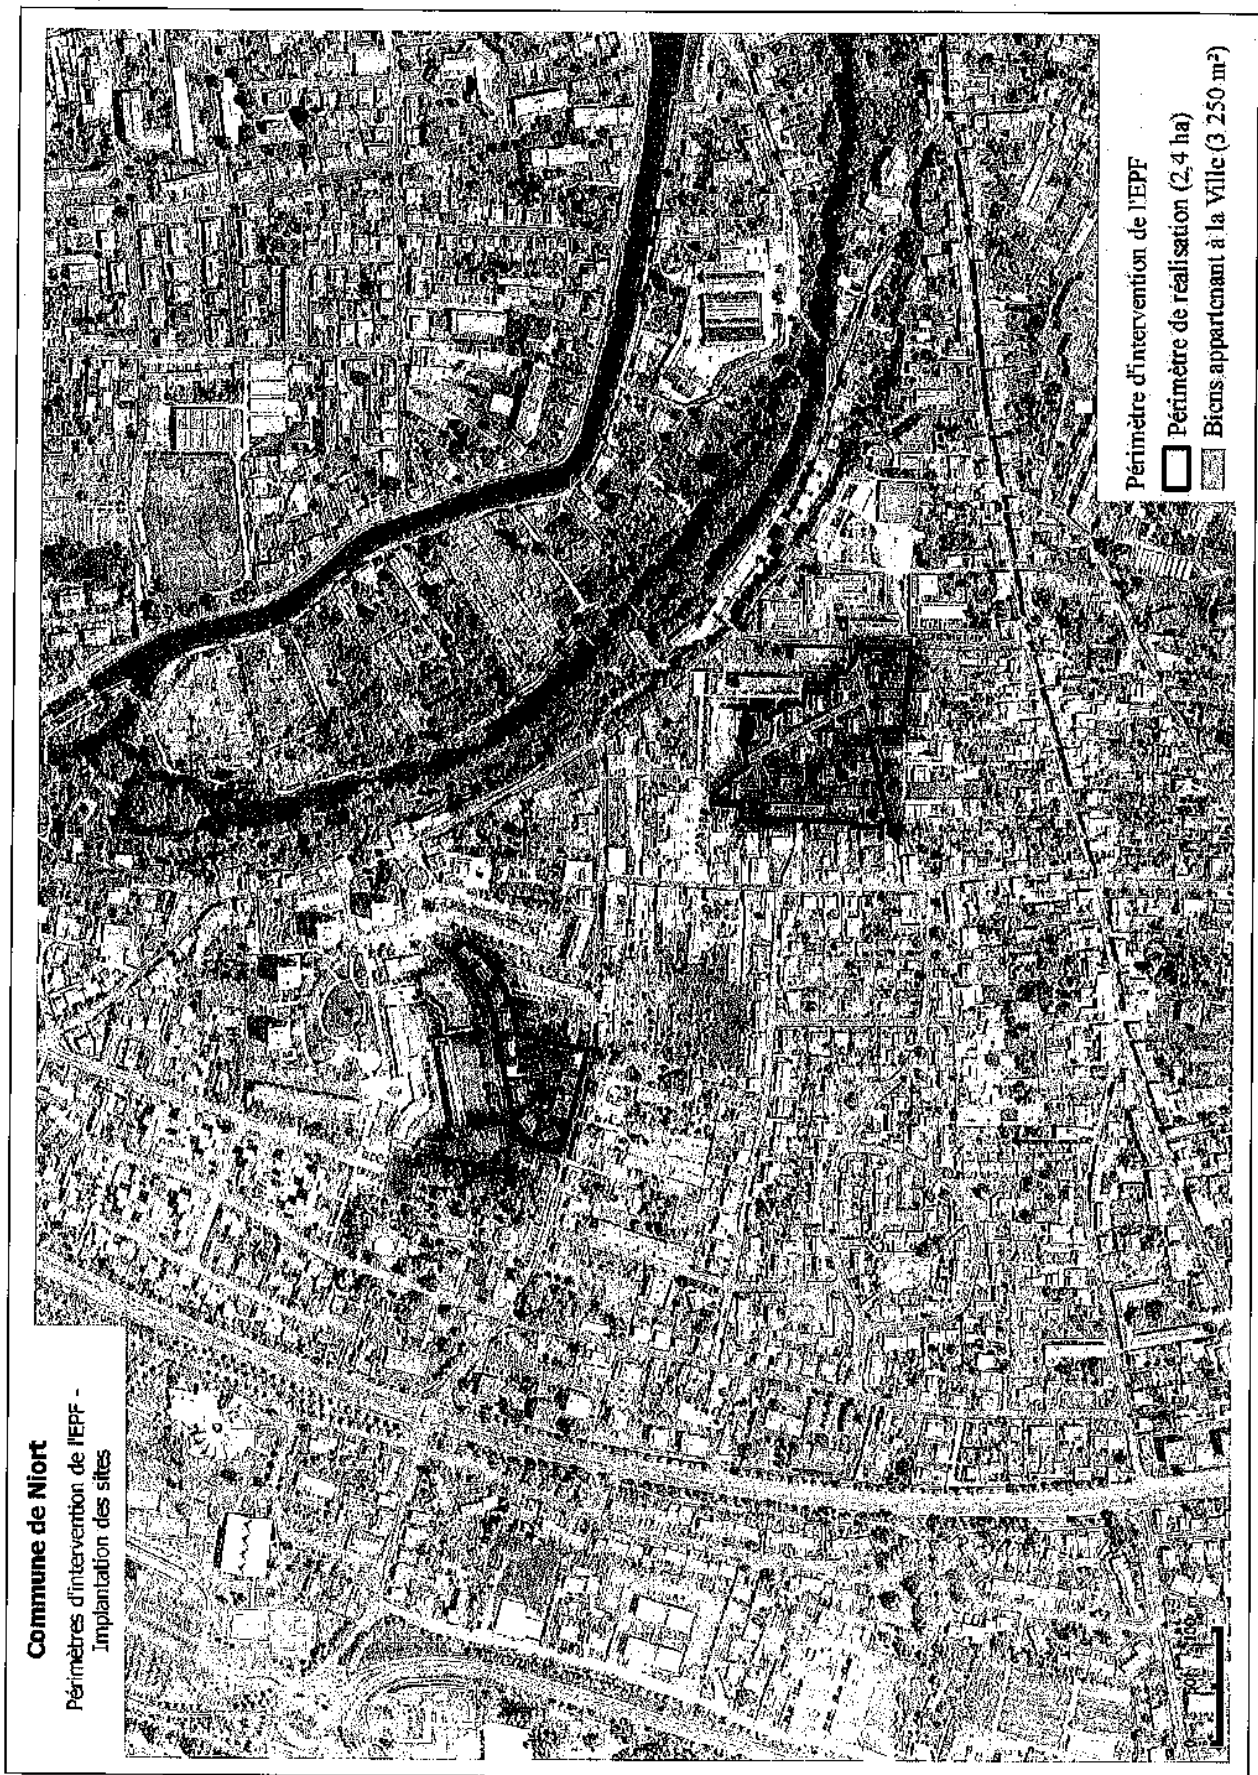 Commune de Niort
Périmètres d'intervention de l'EPF -
Implantation des sites
Périmètre d'intervention de l'EPF
Périmètre de réalisation (2,4 ha)
Biens appartenant à la Ville (3 250 m²)